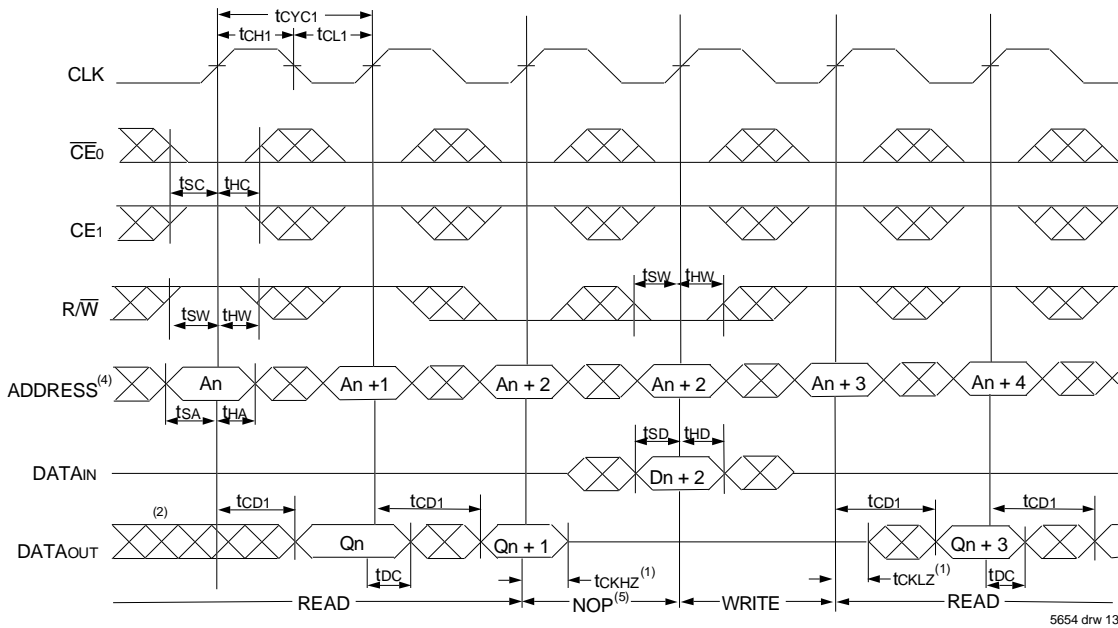 tCYC1
tCH1 tCL1
CLK
CE0
tSC tHC
CE1
tSW tHW
R/W
tSW tHW
ADDRESS(4) An An +1 An + 2 An + 2 An + 3 An + 4
tSA tHA
tSD tHD
DATAIN Dn + 2
(2) tCD1 tCD1 tCD1 tCD1
DATAOUT Qn Qn + 1 Qn + 3
tDC tCKHZ(1) tCKLZ(1) tDC
READ NOP(5) WRITE READ
5654 drw 13